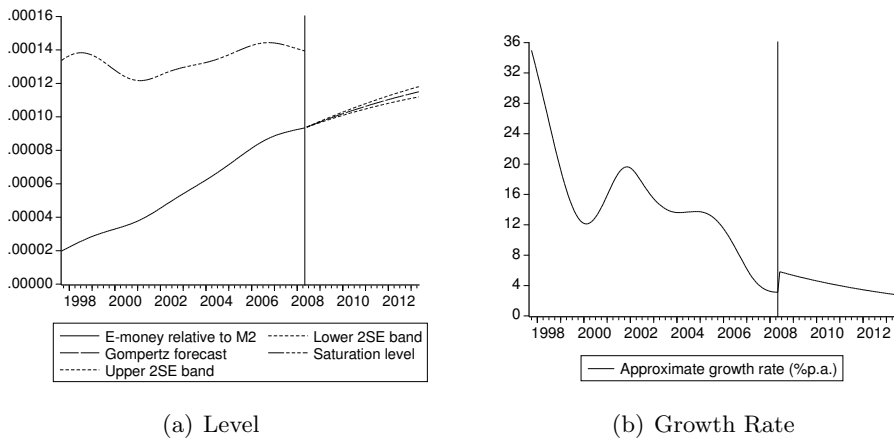 .00016
.00014
.00012
.00010
.00008
.00006
.00004
.00002
.00000
1998 2000 2002 2004 2006 2008 2010 2012
E-money relative to M2
Gompertz forecast
Upper 2SE band
Lower 2SE band
Saturation level
(a) Level
36
32
28
24
20
16
12
8
4
0
1998 2000 2002 2004 2006 2008 2010 2012
Approximate growth rate (%p.a.)
(b) Growth Rate